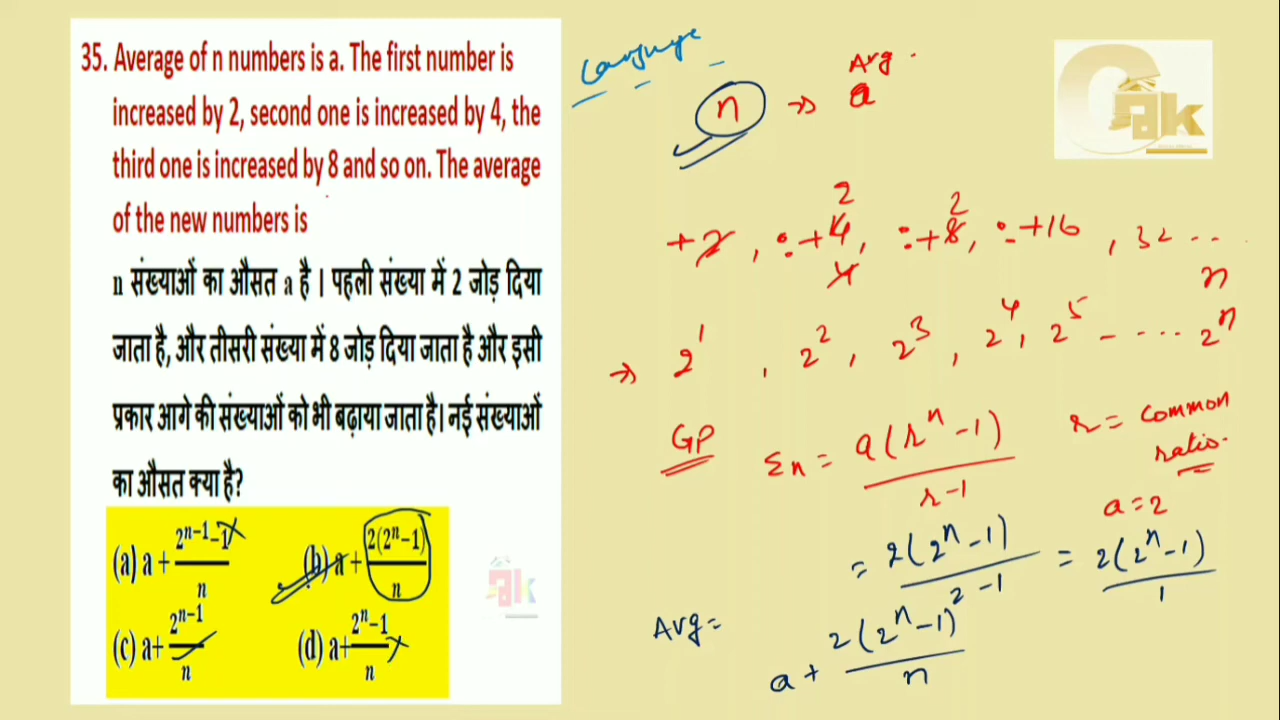 35. Average of n numbers is a. The first number is
increased by 2, second one is increased by 4, the
third one is increased by 8 and so on. The average
of the new numbers is
n संख्याओं का औसत a है | पहली संख्या में 2 जोड़ दिया
जाता है, और तीसरी संख्या में 8 जोड़ दिया जाता है और इसी
प्रकार आगे की संख्याओं को भी बढ़ाया जाता है। नई संख्याओं
का औसत क्या है?
(a) a + (2^(n-1) - 1)/n
(b) a + 2(2^n-1)/n
(c) a+ 2^(n-1)/n
(d) a+ (2^n-1)/n
Language
Avg.
n → a
+2, :+4, :+8, :+16, 32 ..
2 2
4 n
→ 2^1, 2^2, 2^3, 2^4, 2^5 - ---- 2^n
GP Σn = a(r^n - 1)/(r-1) r = common
ratio.
a=2
= 2(2^n-1)/(2-1) = 2(2^n-1)/1
Avg =
a + 2(2^n-1)/n
ak